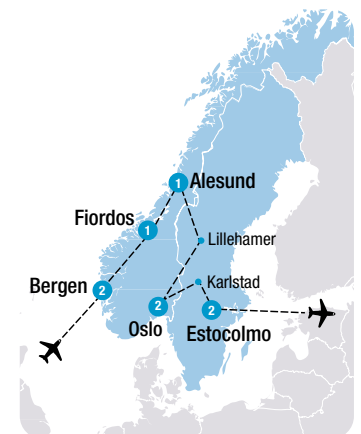 1 Alesund
Fiordos 1
Lillehamer
Karlstad
Bergen 2
2
Oslo
2
Estocolmo